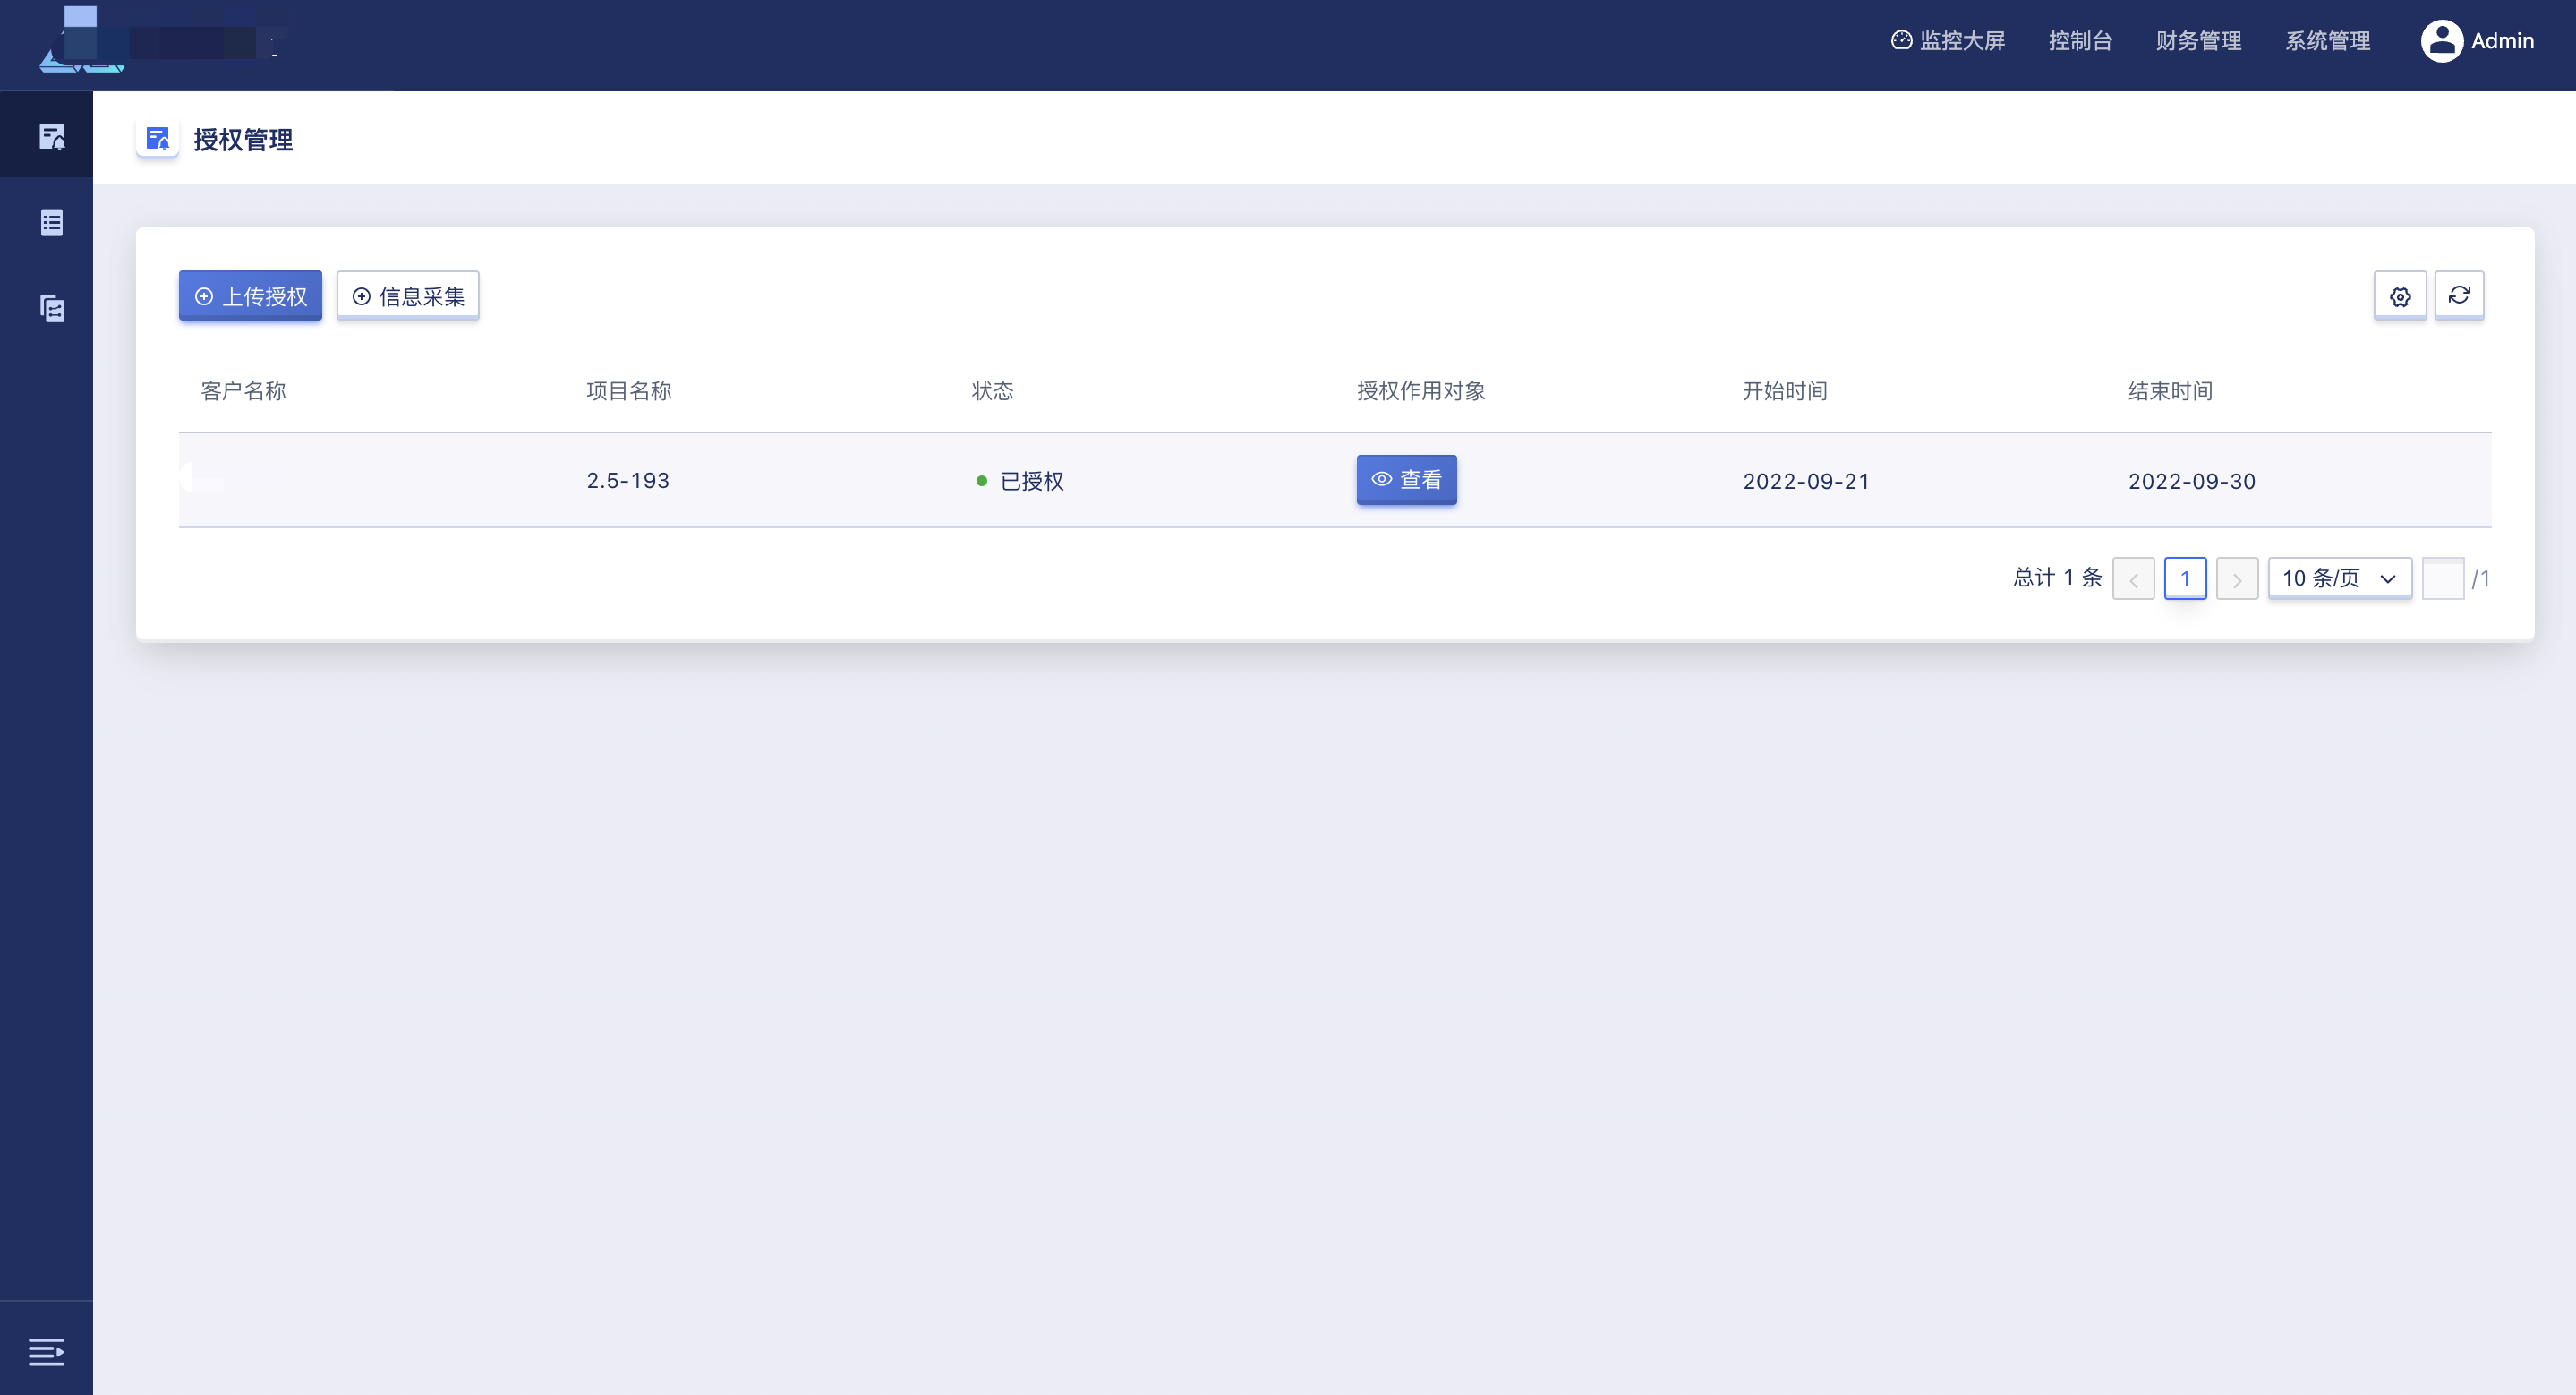 监控大屏 控制台 财务管理 系统管理 Admin
授权管理
上传授权 信息采集
客户名称 项目名称 状态 授权作用对象 开始时间 结束时间
2.5-193 已授权 查看 2022-09-21 2022-09-30
总计 1 条 1 10 条/页 /1